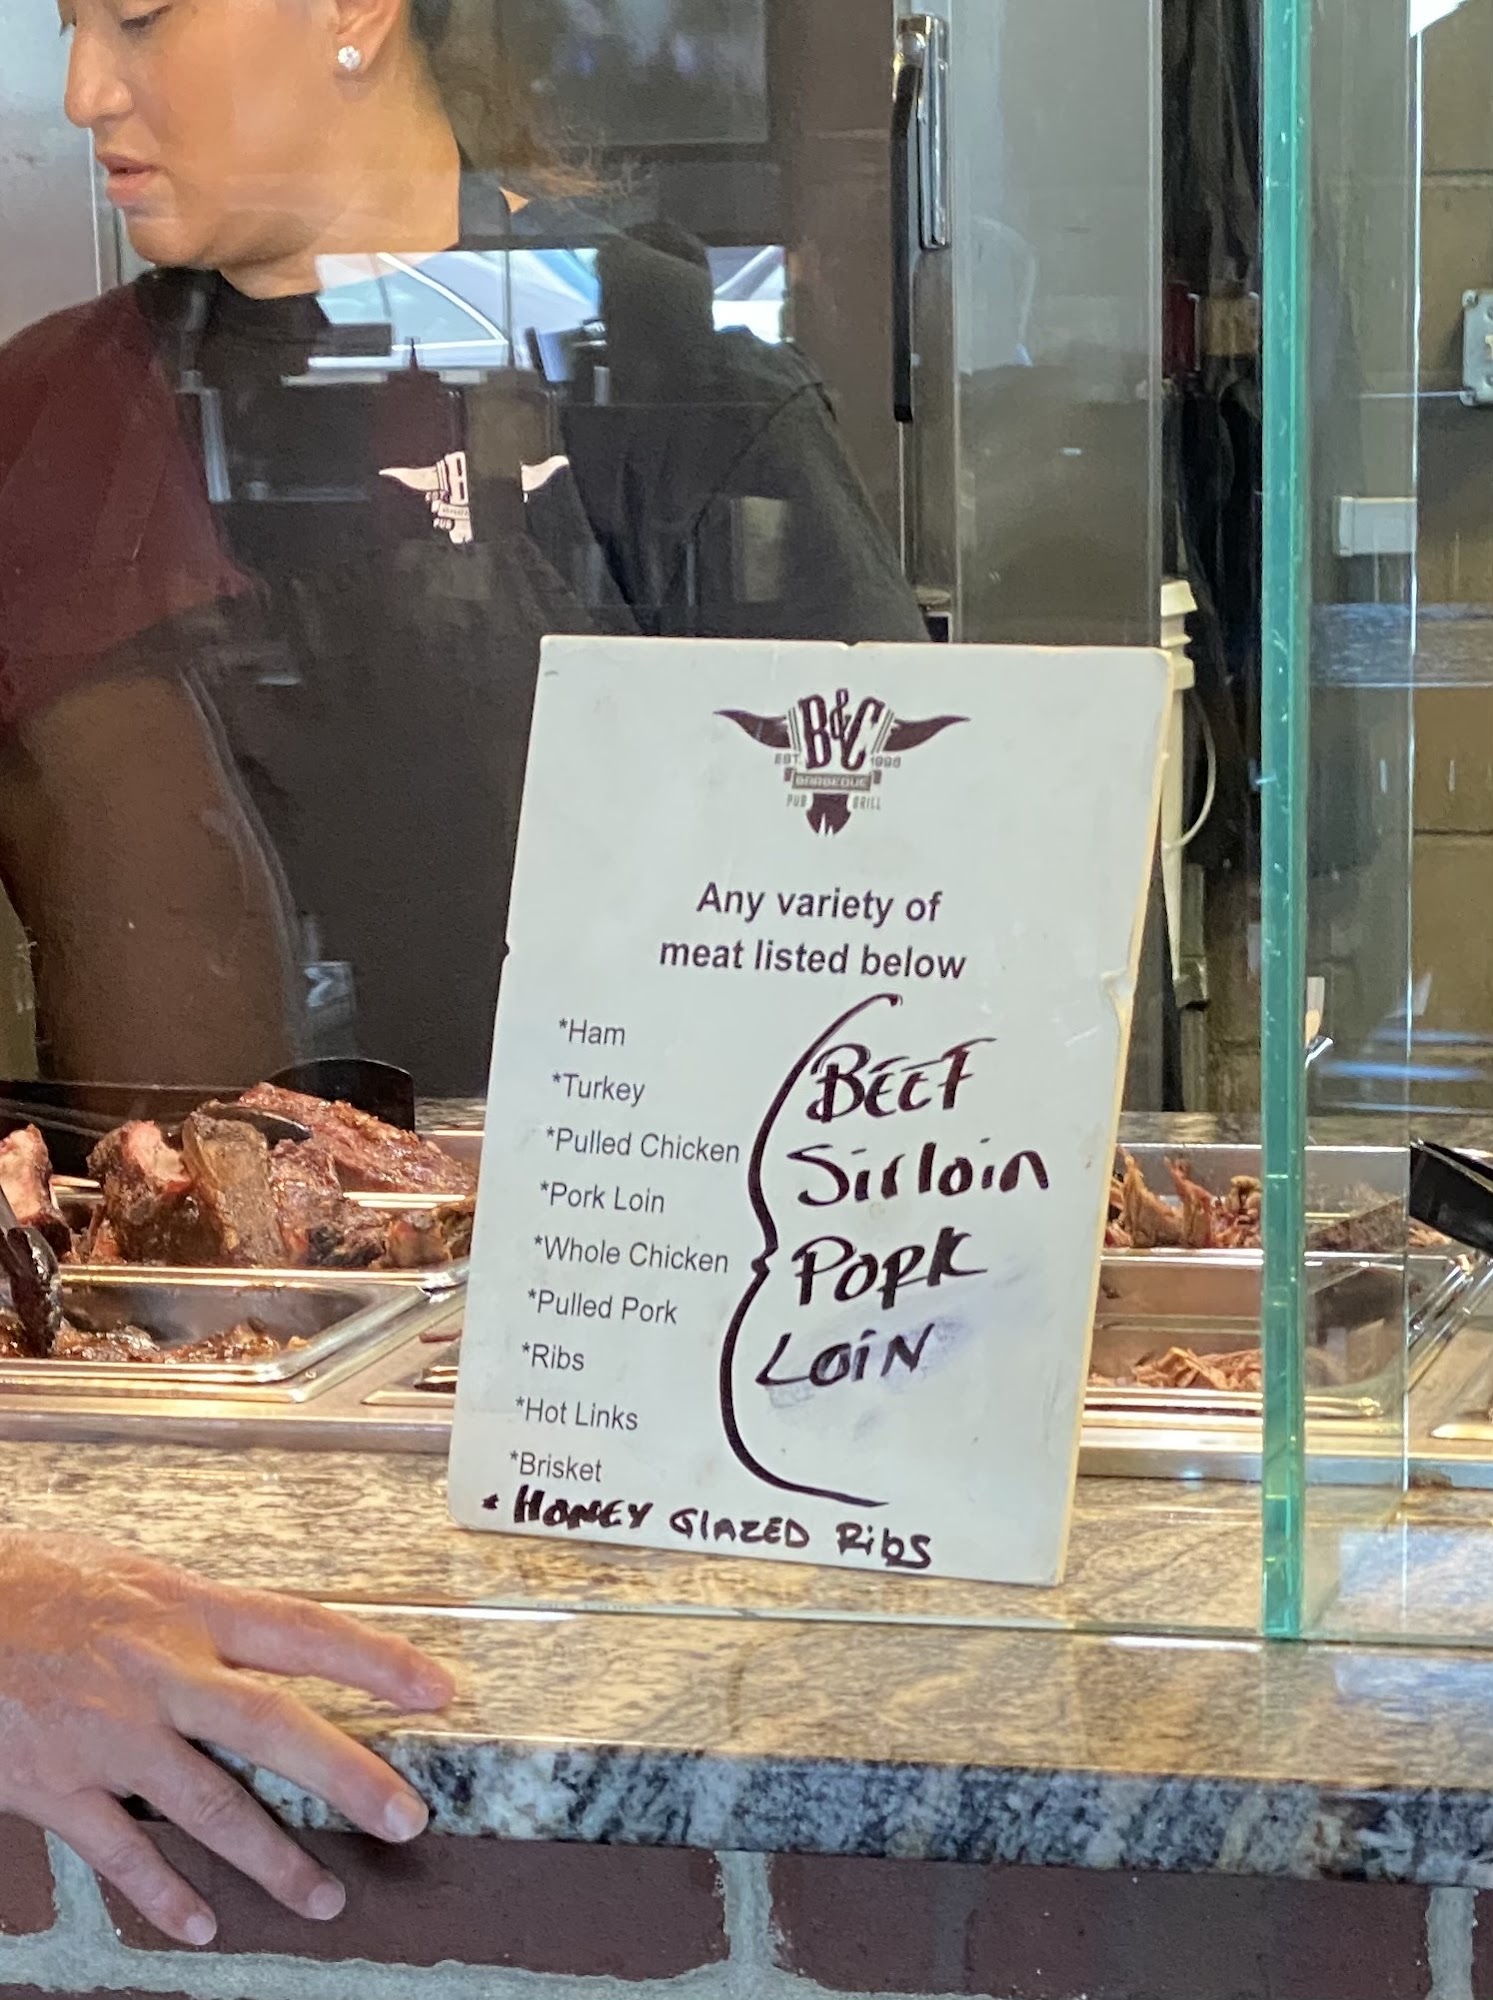 B&C
EST. 1998
BARBEQUE
PUB GRILL
Any variety of
meat listed below
*Ham
*Turkey
*Pulled Chicken
*Pork Loin
*Whole Chicken
*Pulled Pork
*Ribs
*Hot Links
*Brisket
* HONEY GLAZED RibS
BEEF
Sirloin
PORK
LOiN
B
PUB